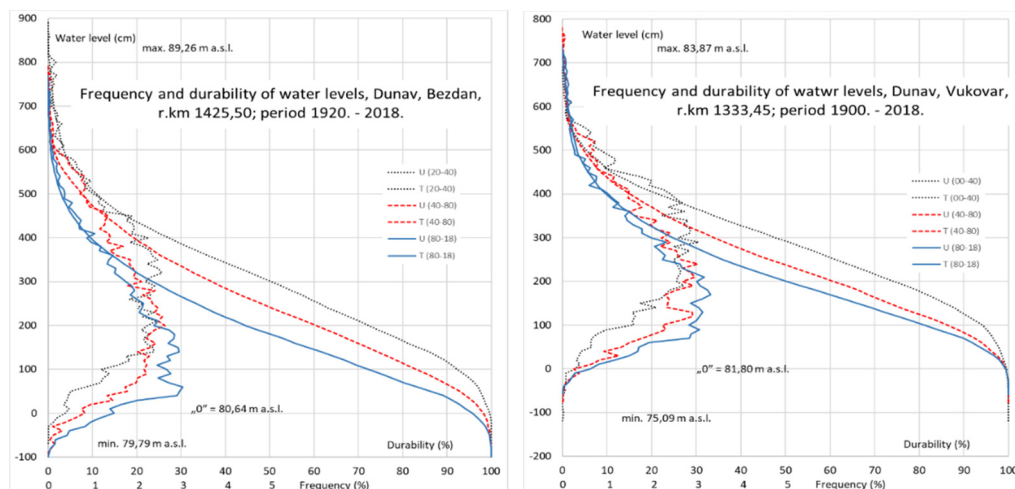 900
Water level (cm)
max. 89,26 m a.s.l.
800
700
Frequency and durability of water levels, Dunav, Bezdan,
r.km 1425,50; period 1920. - 2018.
600
500
400
300
200
100
0
-100
U (20-40)
T (20-40)
U (40-80)
T (40-80)
U (80-18)
T (80-18)
„0” = 80,64 m a.s.l.
min. 79,79 m a.s.l.
Durability (%)
0 10 20 30 40 50 60 70 80 90 100
0 1 2 3 4 5 Frequency (%)
800
Water level (cm)
max. 83,87 m a.s.l.
700
Frequency and durability of watwr levels, Dunav, Vukovar,
r.km 1333,45; period 1900. - 2018.
600
500
400
300
200
100
0
-100
-200
U (00-40)
T (00-40)
U (40-80)
T (40-80)
U (80-18)
T (80-18)
„0” = 81,80 m a.s.l.
min. 75,09 m a.s.l.
Durability (%)
0 10 20 30 40 50 60 70 80 90 100
0 1 2 3 4 5 Frequency (%)